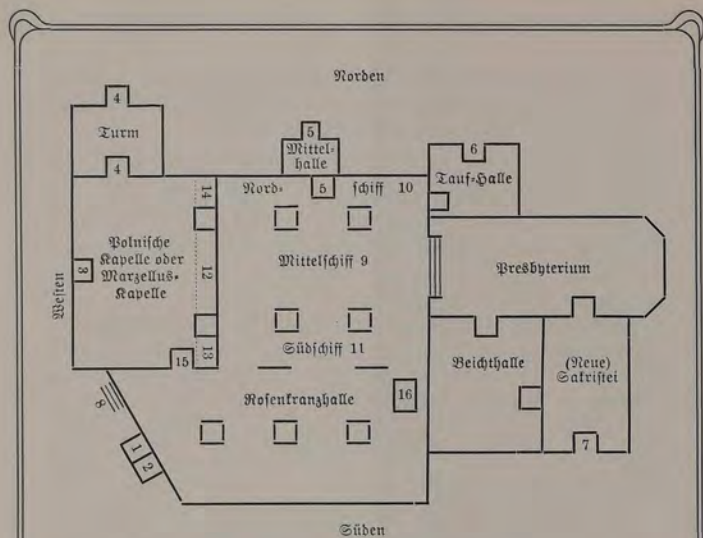 Norden
4
Turm
4
5
Mittel-
halle
5
6
Tauf-Halle
Nord-
schiff 10
14
Polnische
Kapelle oder
Marzellus-
Kapelle
3
Westen
12
Mittelschiff 9
Presbyterium
13
15
Südschiff 11
Beichthalle
(Neue)
Sakristei
8
Rosenkranzhalle
16
1
2
7
Süden